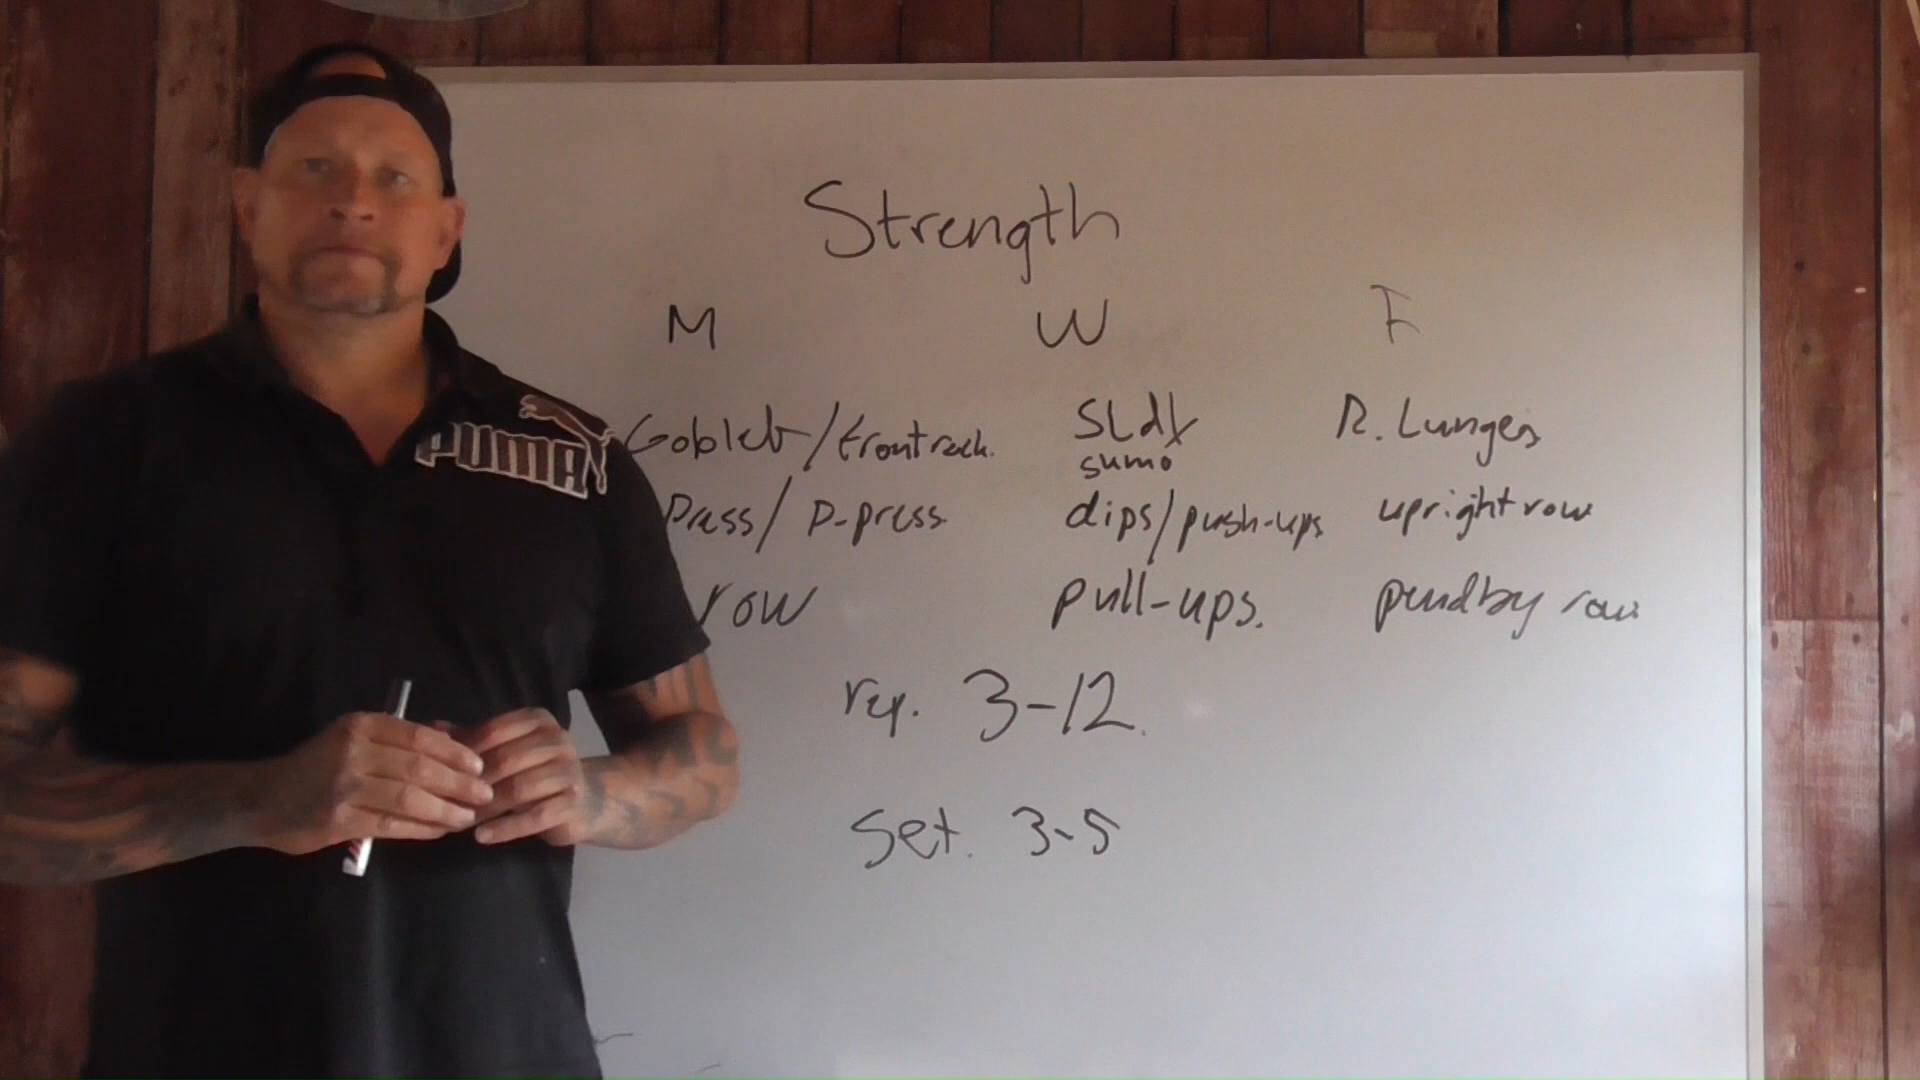 Strength
M W F
Goblet/frontrack. SLdl R. Lunges
sumo
Press/ P-press. dips/push-ups upright row
row pull-ups. row
rep. 3-12.
Set. 3-5
PUMA